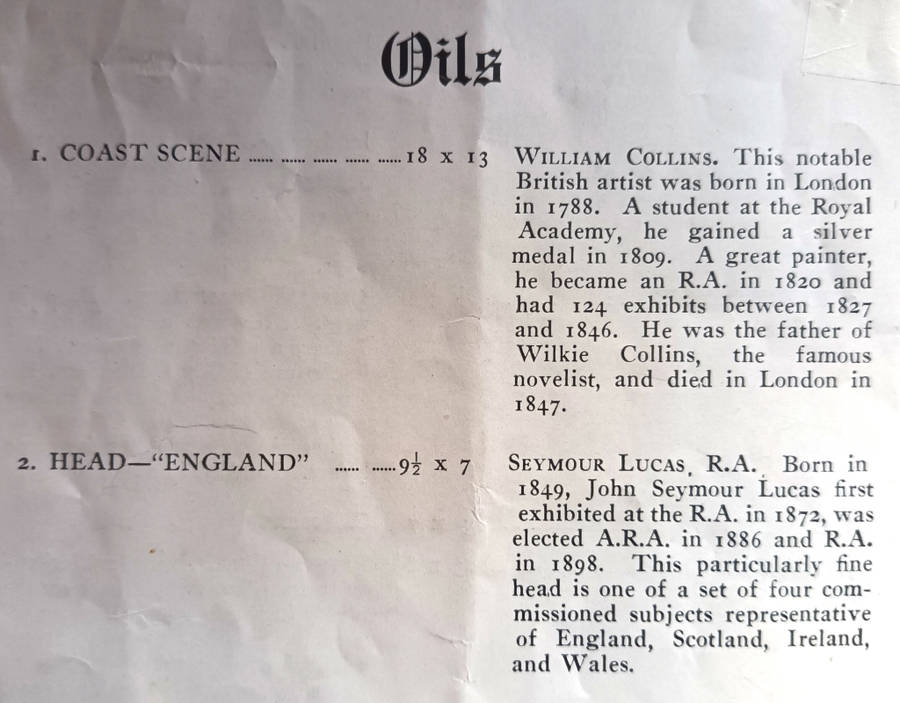 Oils
1. COAST SCENE ...... ...... ...... ...... ......18 x 13
WILLIAM COLLINS. This notable
British artist was born in London
in 1788. A student at the Royal
Academy, he gained a silver
medal in 1809. A great painter,
he became an R.A. in 1820 and
had 124 exhibits between 1827
and 1846. He was the father of
Wilkie Collins, the famous
novelist, and died in London in
1847.
2. HEAD—“ENGLAND” ...... ......9½ x 7
SEYMOUR LUCAS, R.A. Born in
1849, John Seymour Lucas first
exhibited at the R.A. in 1872, was
elected A.R.A. in 1886 and R.A.
in 1898. This particularly fine
head is one of a set of four com-
missioned subjects representative
of England, Scotland, Ireland,
and Wales.